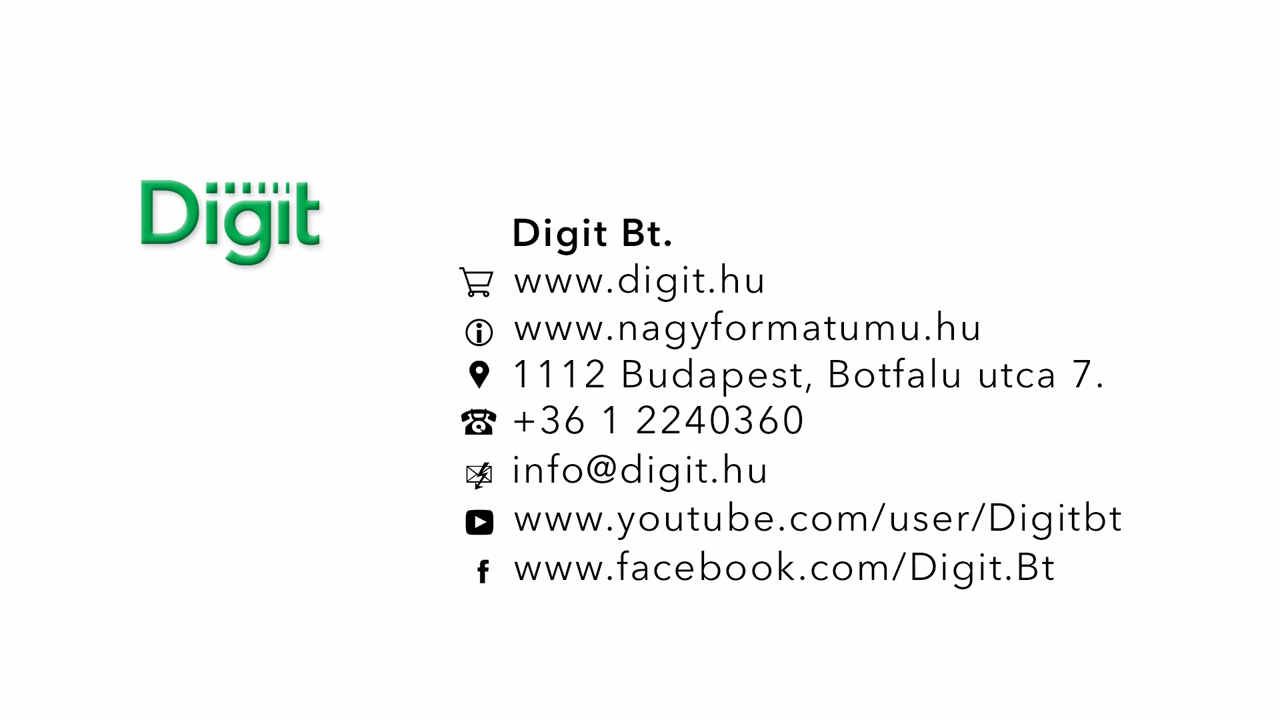 Digit
Digit Bt.
www.digit.hu
www.nagyformatumu.hu
1112 Budapest, Botfalu utca 7.
+36 1 2240360
info@digit.hu
www.youtube.com/user/Digitbt
www.facebook.com/Digit.Bt